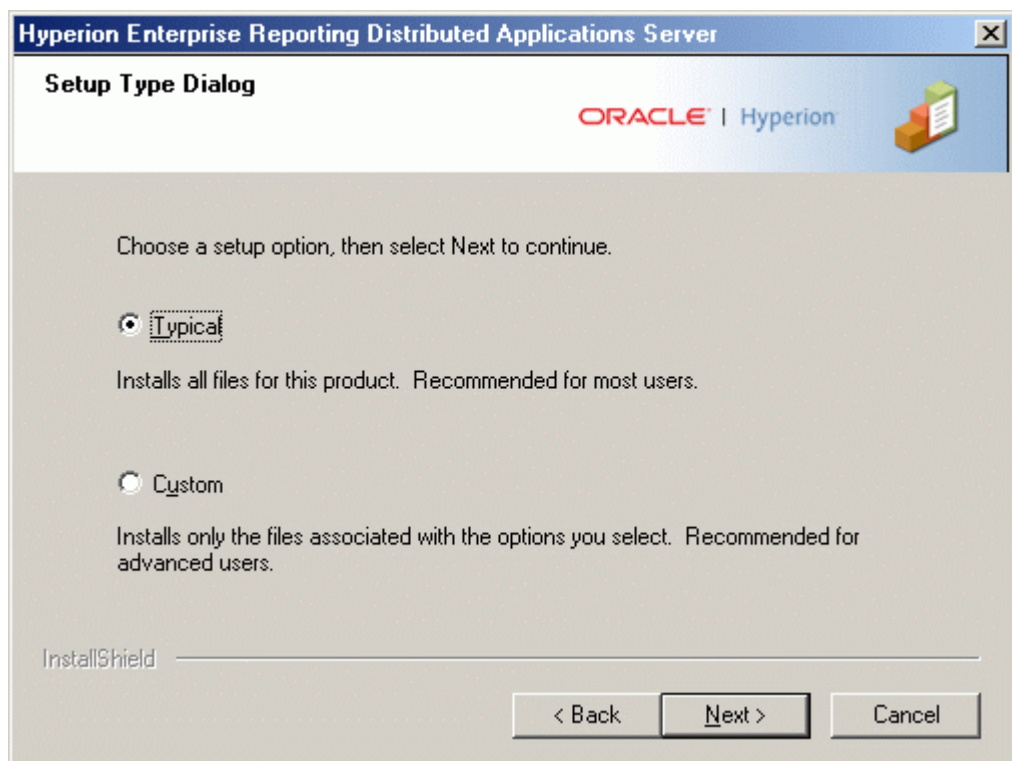 Hyperion Enterprise Reporting Distributed Applications Server
Setup Type Dialog
ORACLE | Hyperion
Choose a setup option, then select Next to continue.
Typical
Installs all files for this product. Recommended for most users.
Custom
Installs only the files associated with the options you select. Recommended for
advanced users.
InstallShield
< Back Next > Cancel